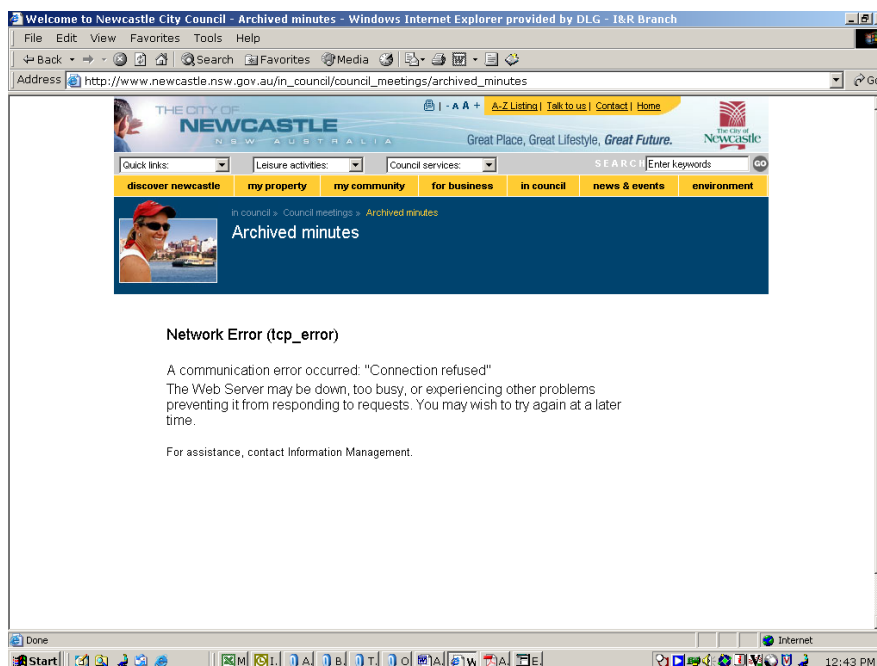 Welcome to Newcastle City Council - Archived minutes - Windows Internet Explorer provided by DLG - I&R Branch
File Edit View Favorites Tools Help
Back Search Favorites Media
Address http://www.newcastle.nsw.gov.au/in_council/council_meetings/archived_minutes Go
THE CITY OF
NEWCASTLE
NEW SOUTH WALES AUSTRALIA
| - A A + A-Z Listing | Talk to us | Contact | Home
Great Place, Great Lifestyle, Great Future.
The City of
Newcastle
Quick links: Leisure activities: Council services: SEARCH Enter keywords GO
discover newcastle my property my community for business in council news & events environment
in council » Council meetings » Archived minutes
Archived minutes
Network Error (tcp_error)
A communication error occurred: "Connection refused"
The Web Server may be down, too busy, or experiencing other problems
preventing it from responding to requests. You may wish to try again at a later
time.
For assistance, contact Information Management.
Done Internet
Start M I. A. B. T. O A. W A. E. 12:43 PM